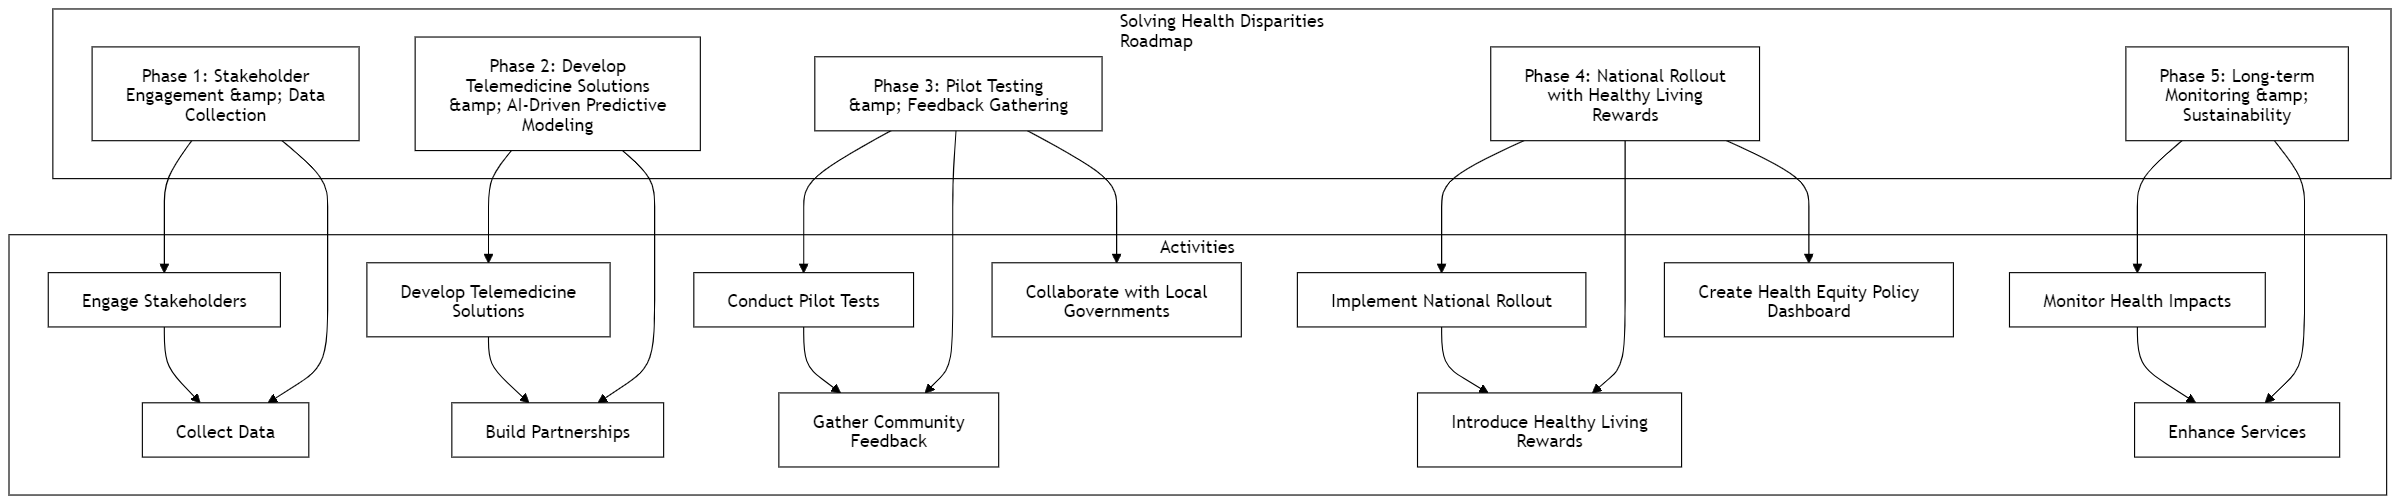 Solving Health Disparities
Roadmap
Phase 1: Stakeholder
Engagement &amp; Data
Collection
Phase 2: Develop
Telemedicine Solutions
&amp; AI-Driven Predictive
Modeling
Phase 3: Pilot Testing
&amp; Feedback Gathering
Phase 4: National Rollout
with Healthy Living
Rewards
Phase 5: Long-term
Monitoring &amp;
Sustainability
Activities
Engage Stakeholders
Develop Telemedicine
Solutions
Conduct Pilot Tests
Collaborate with Local
Governments
Implement National Rollout
Create Health Equity Policy
Dashboard
Monitor Health Impacts
Collect Data
Build Partnerships
Gather Community
Feedback
Introduce Healthy Living
Rewards
Enhance Services